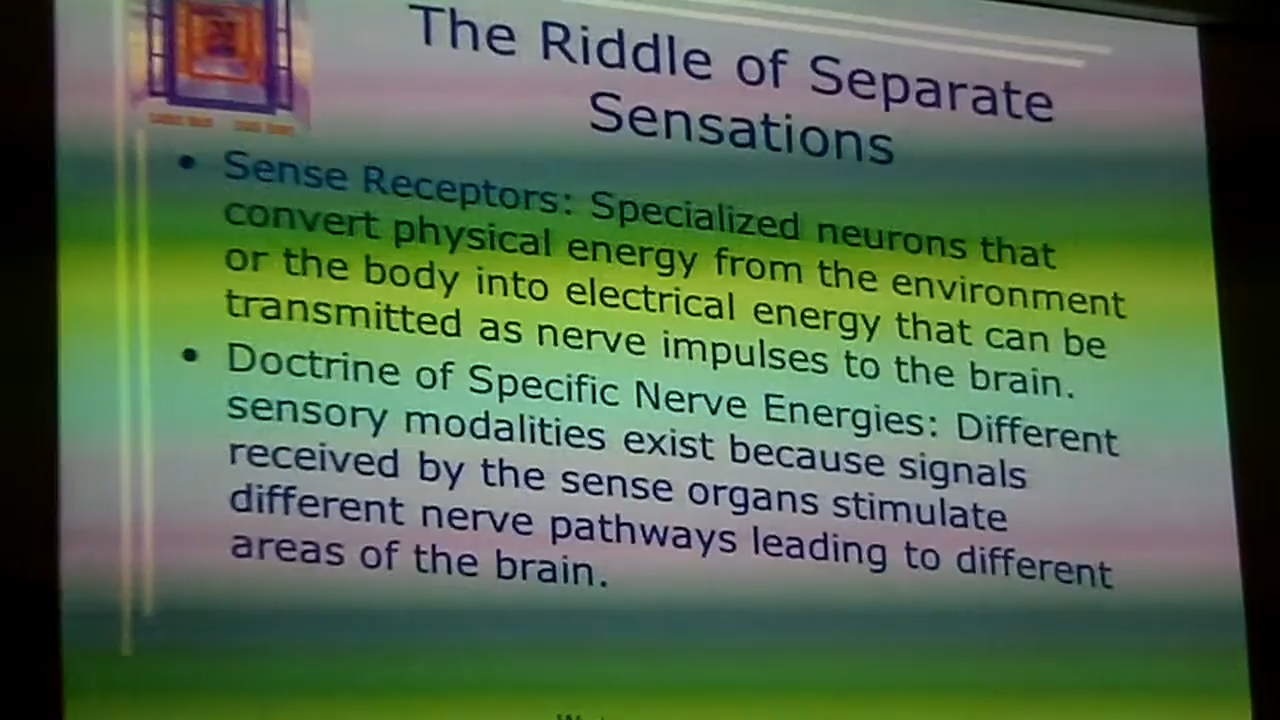 The Riddle of Separate
Sensations
• Sense Receptors: Specialized neurons that
convert physical energy from the environment
or the body into electrical energy that can be
transmitted as nerve impulses to the brain.
• Doctrine of Specific Nerve Energies: Different
sensory modalities exist because signals
received by the sense organs stimulate
different nerve pathways leading to different
areas of the brain.